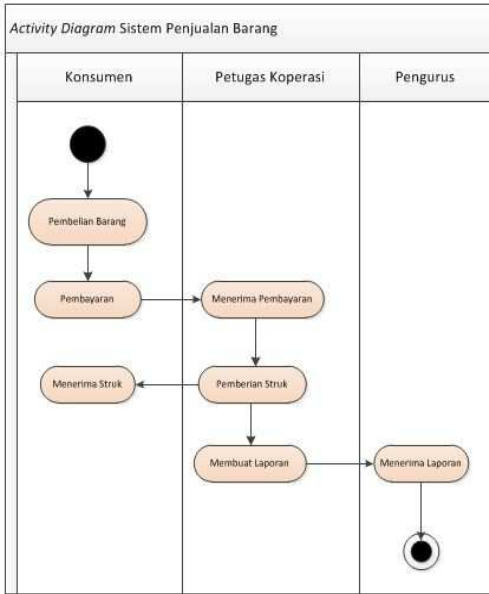 Activity Diagram Sistem Penjualan Barang
Konsumen
Petugas Koperasi
Pengurus
Pembelian Barang
Pembayaran
Menerima Pembayaran
Menerima Struk
Pemberian Struk
Membuat Laporan
Menerima Laporan